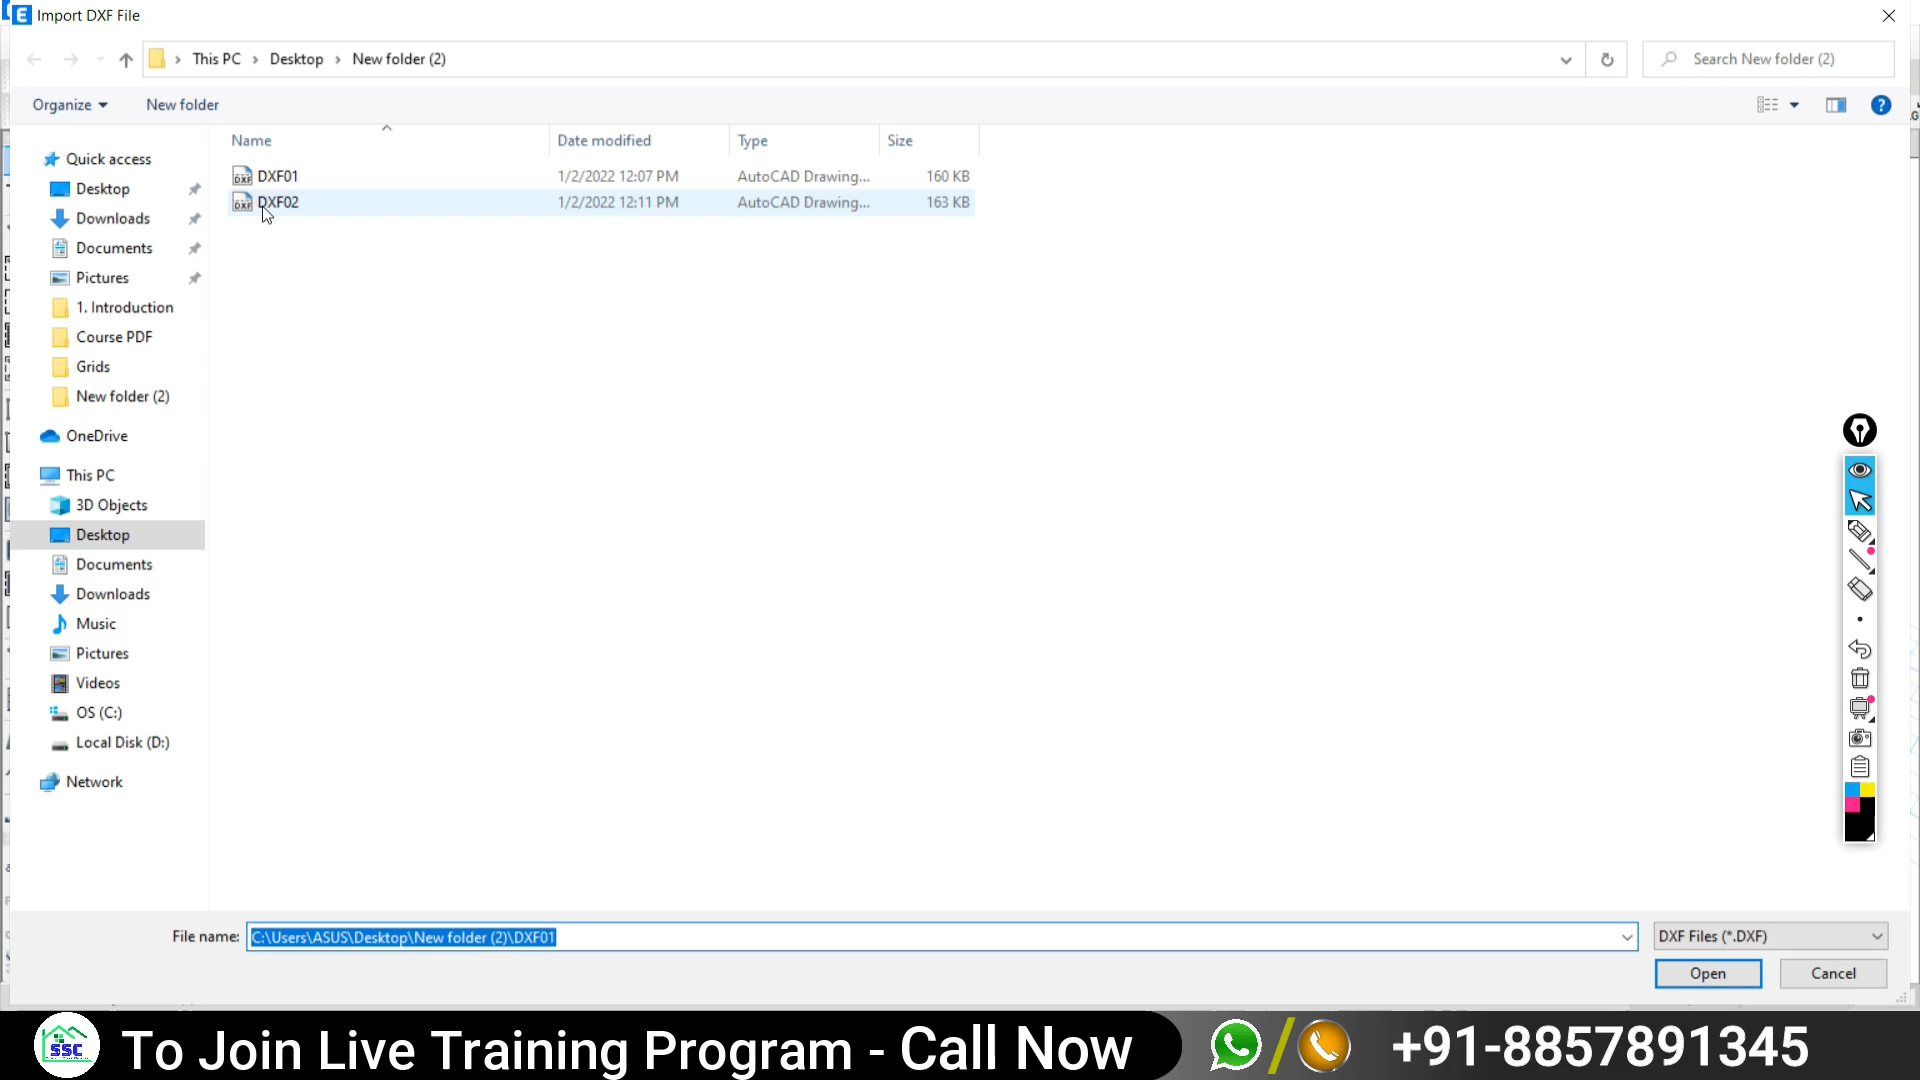 Import DXF File
This PC > Desktop > New folder (2)
Search New folder (2)
Organize
New folder
Name
Date modified
Type
Size
DXF01 1/2/2022 12:07 PM AutoCAD Drawing... 160 KB
DXF02 1/2/2022 12:11 PM AutoCAD Drawing... 163 KB
Quick access
Desktop
Downloads
Documents
Pictures
1. Introduction
Course PDF
Grids
New folder (2)
OneDrive
This PC
3D Objects
Desktop
Documents
Downloads
Music
Pictures
Videos
OS (C:)
Local Disk (D:)
Network
File name: C:\Users\ASUS\Desktop\New folder (2)\DXF01
DXF Files (*.DXF)
Open
Cancel
SSC
To Join Live Training Program - Call Now
+91-8857891345